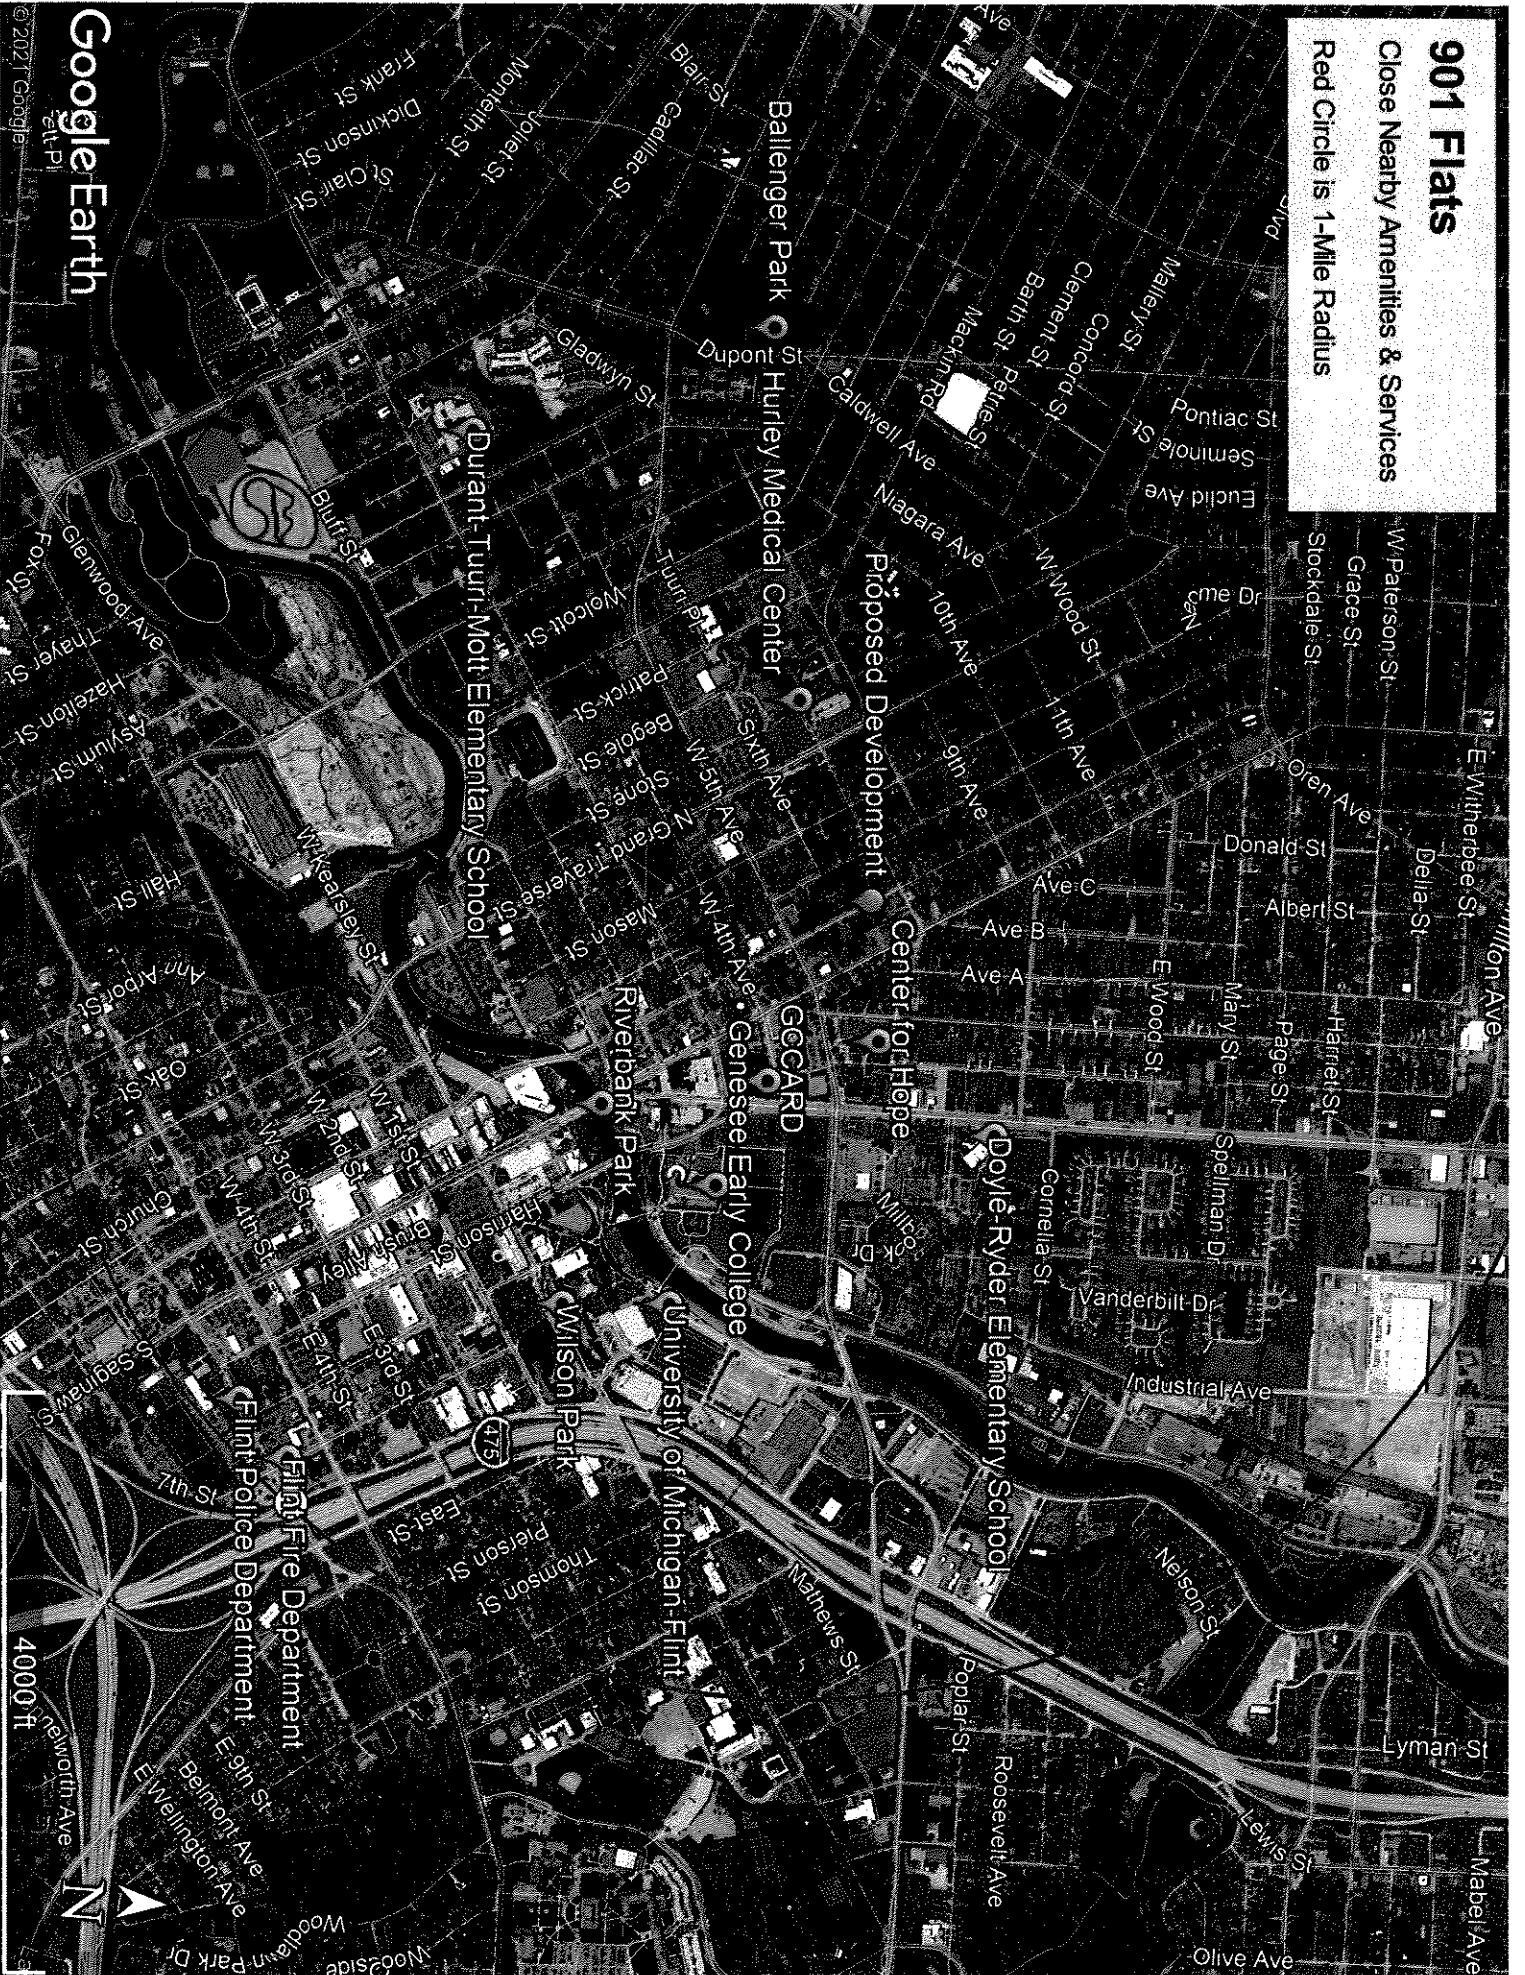 901 Flats
Close Nearby Amenities & Services
Red Circle is 1-Mile Radius
W Paterson St
Grace St
Stockdale St
E Witherbee St
Oren Ave
Donald St
Delia St
Albert St
Harriet St
Page St
Mary St
E Wood St
Spellman Dr
Vanderbilt Dr
Industrial Ave
Cornelia St
Nelson St
Lyman St
Lewis St
Mabel Ave
Olive Ave
Pontiac St
Seminole St
Euclid Ave
Mallery St
Concord St
Clement St
Barth St
Pettie St
Mackin Rd
W Wood St
11th Ave
10th Ave
9th Ave
Ave C
Ave B
Ave A
Niagara Ave
Caldwell Ave
Dupont St
Proposed Development
Center for Hope
Doyle-Ryder Elementary School
Poplar St
Roosevelt Ave
Ballenger Park
Hurley Medical Center
GCCARD
Genesee Early College
Mathews St
Blair St
Cadillac St
Joliet St
Monteith St
Gladwyn St
Tuuri Pl
Sixth Ave
W 5th Ave
W 4th Ave
Riverbank Park
University of Michigan-Flint
Wolcott St
Patrick St
Begole St
Stone St
N Grand Traverse St
Mason St
Harrison St
Wilson Park
Durant-Tuuri-Mott Elementary School
475
Thomson St
Pierson St
East St
Frank St
Dickinson St
St Clair St
Bluff St
W Kearsley St
W 1st St
W 2nd St
W 3rd St
W 4th St
Brush Alley
E 3rd St
E 4th St
Flint Fire Department
Flint Police Department
7th St
Glenwood Ave
Fox St
Thayer St
Hazelton St
Asylum St
Hall St
Ann Arbor St
Oak St
Church St
S Saginaw S
E 9th St
Belmont Ave
E Wellington Ave
Woodlawn Park Dr
Woodside
Google Earth
© 2021 Google
4000 ft
N